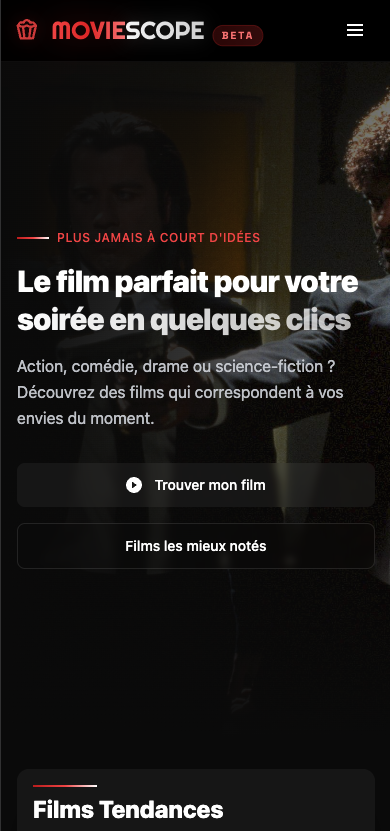 MOVIESCOPE BETA
PLUS JAMAIS À COURT D'IDÉES
Le film parfait pour votre
soirée en quelques clics
Action, comédie, drame ou science-fiction ?
Découvrez des films qui correspondent à vos
envies du moment.
Trouver mon film
Films les mieux notés
Films Tendances